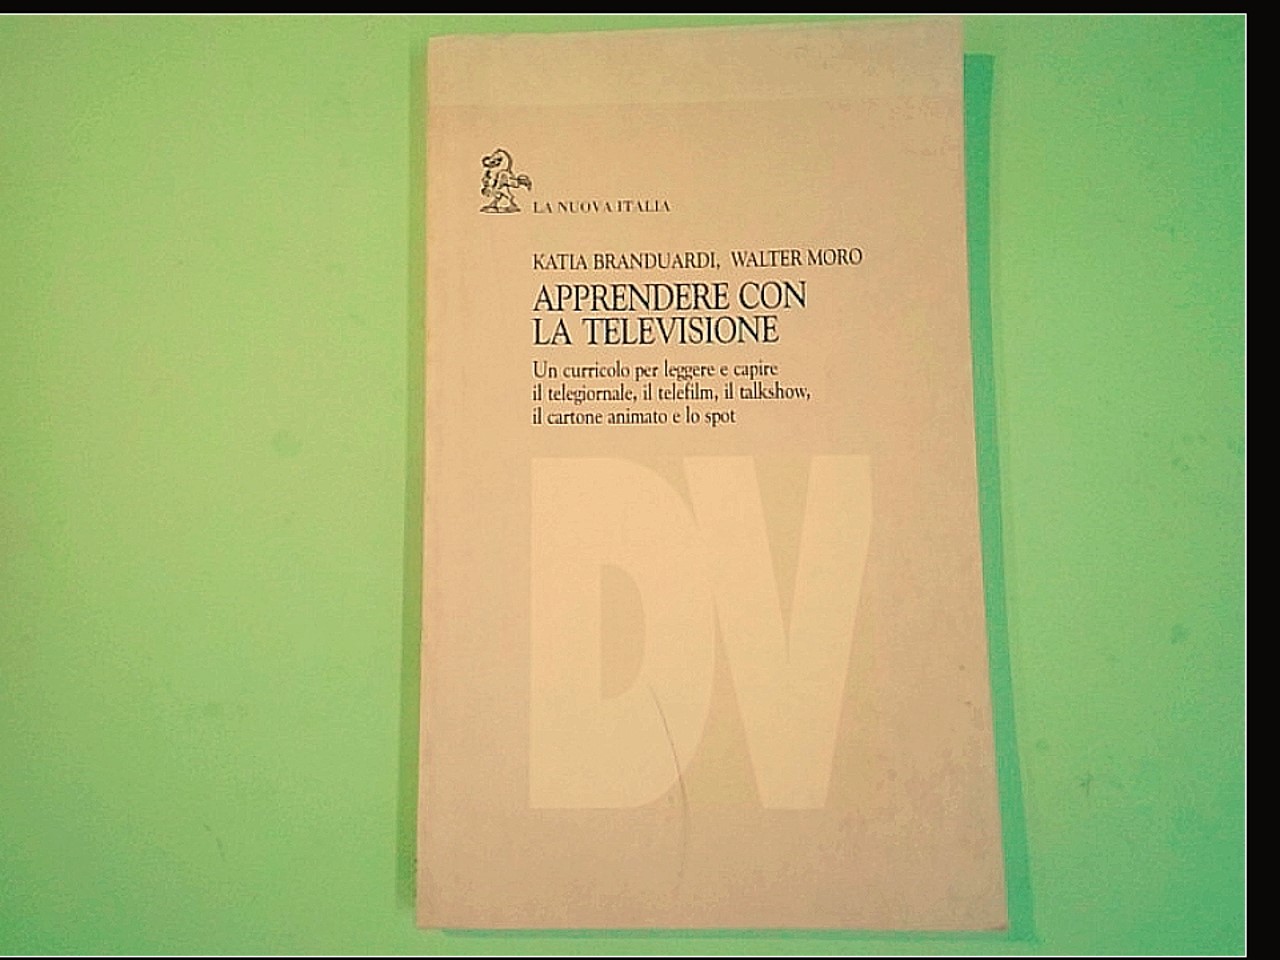 LA NUOVA ITALIA
KATIA BRANDUARDI, WALTER MORO
APPRENDERE CON
LA TELEVISIONE
Un curricolo per leggere e capire
il telegiornale, il telefilm, il talkshow,
il cartone animato e lo spot
DV